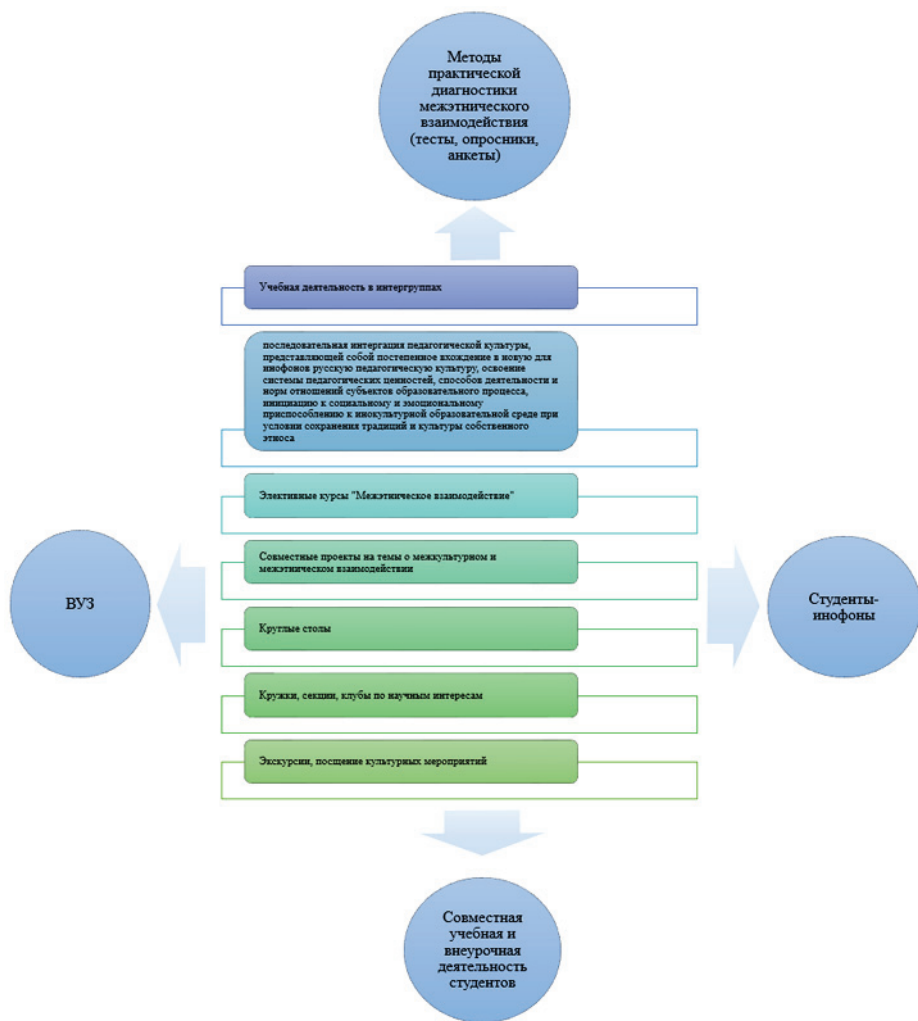 Методы
практической
диагностики
межэтнического
взаимодействия
(тесты, опросники,
анкеты)
Учебная деятельность в интергруппах
последовательная интергация педагогической культуры,
представляющей собой постепенное вхождение в новую для
инофонов русскую педагогическую культуру, освоение
системы педагогических ценностей, способов деятельности и
норм отношений субъектов образовательного процесса,
инициацию к социальному и эмоциональному
приспособлению к инокультурной образовательной среде при
условии сохранения традиций и культуры собственного
этноса
Элективные курсы "Межэтническое взаимодействие"
Совместные проекты на темы о межкультурном и
межэтническом взаимодействии
ВУЗ
Студенты-
инофоны
Круглые столы
Кружки, секции, клубы по научным интересам
Экскурсии, посщение культурных мероприятий
Совместная
учебная и
внеурочная
деятельность
студентов